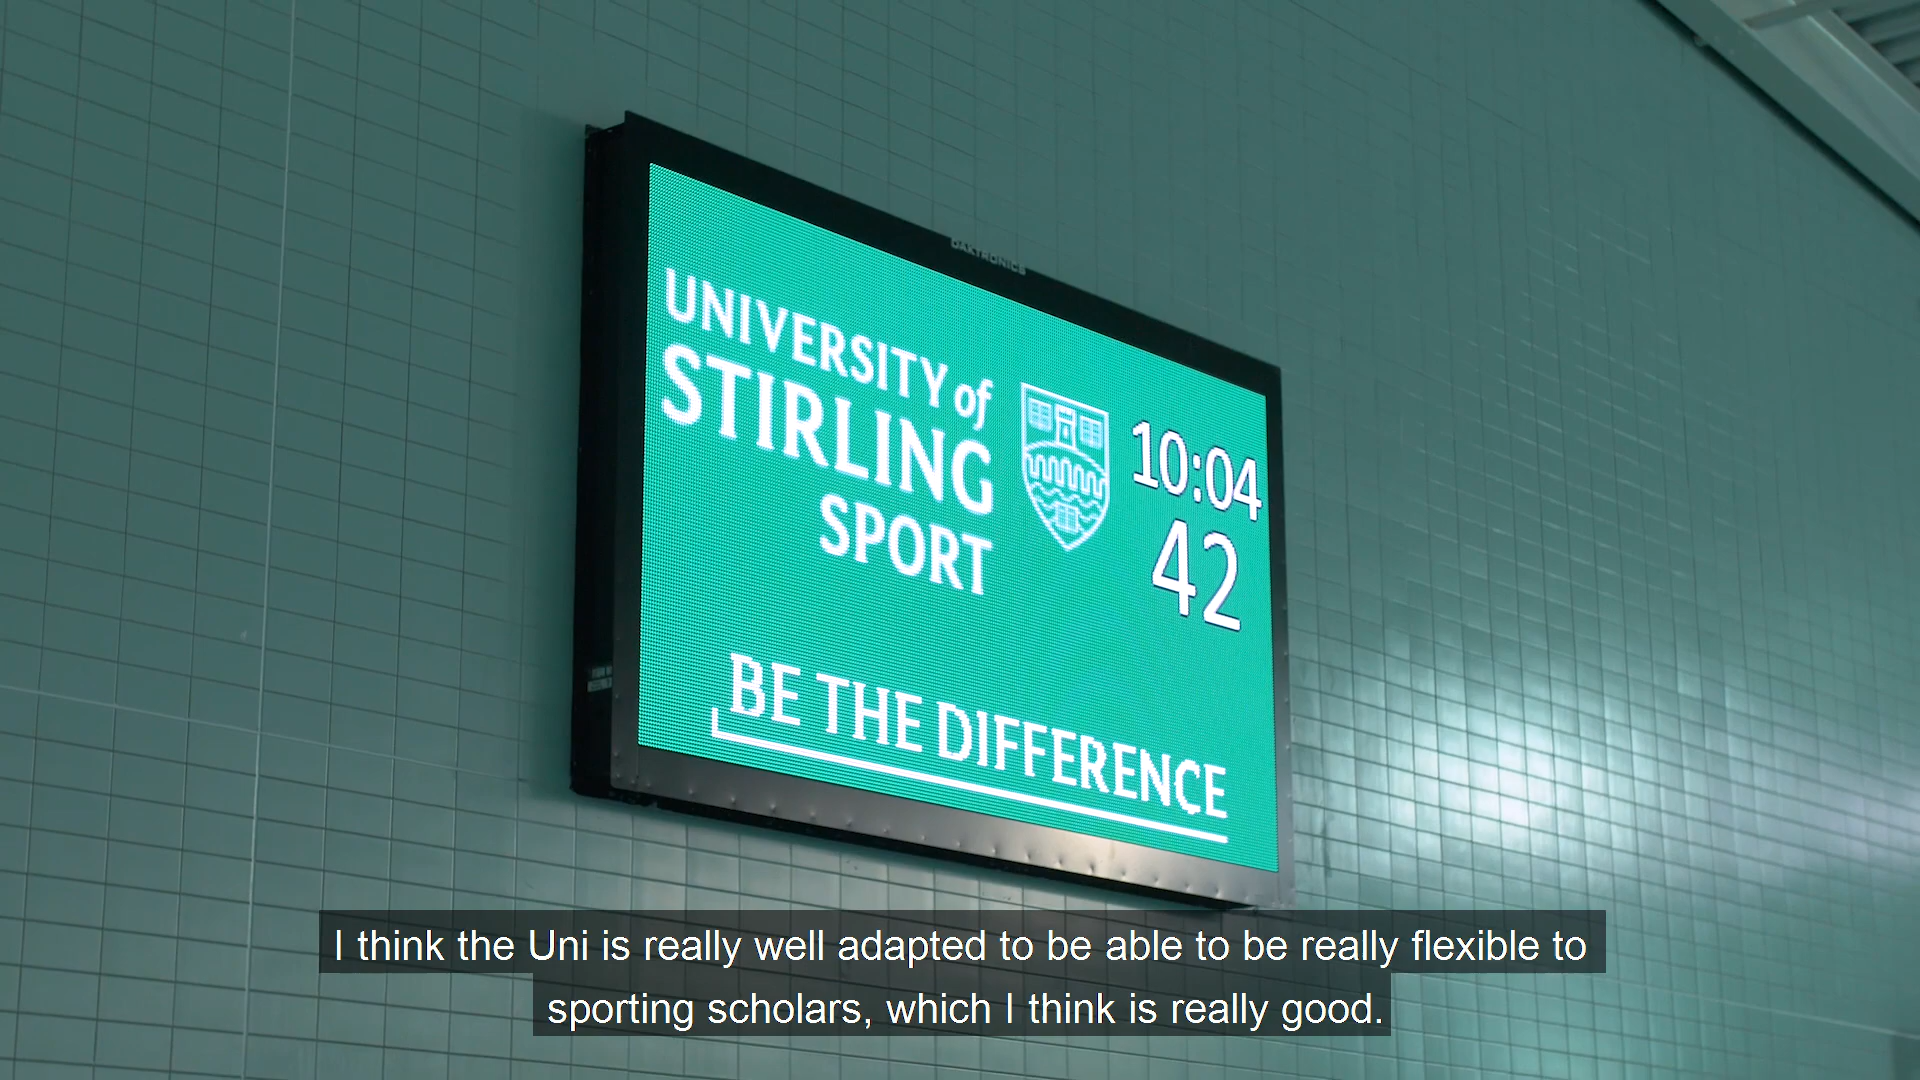 DAKTRONICS
UNIVERSITY of
STIRLING
SPORT
10:04
42
BE THE DIFFERENCE
I think the Uni is really well adapted to be able to be really flexible to
sporting scholars, which I think is really good.